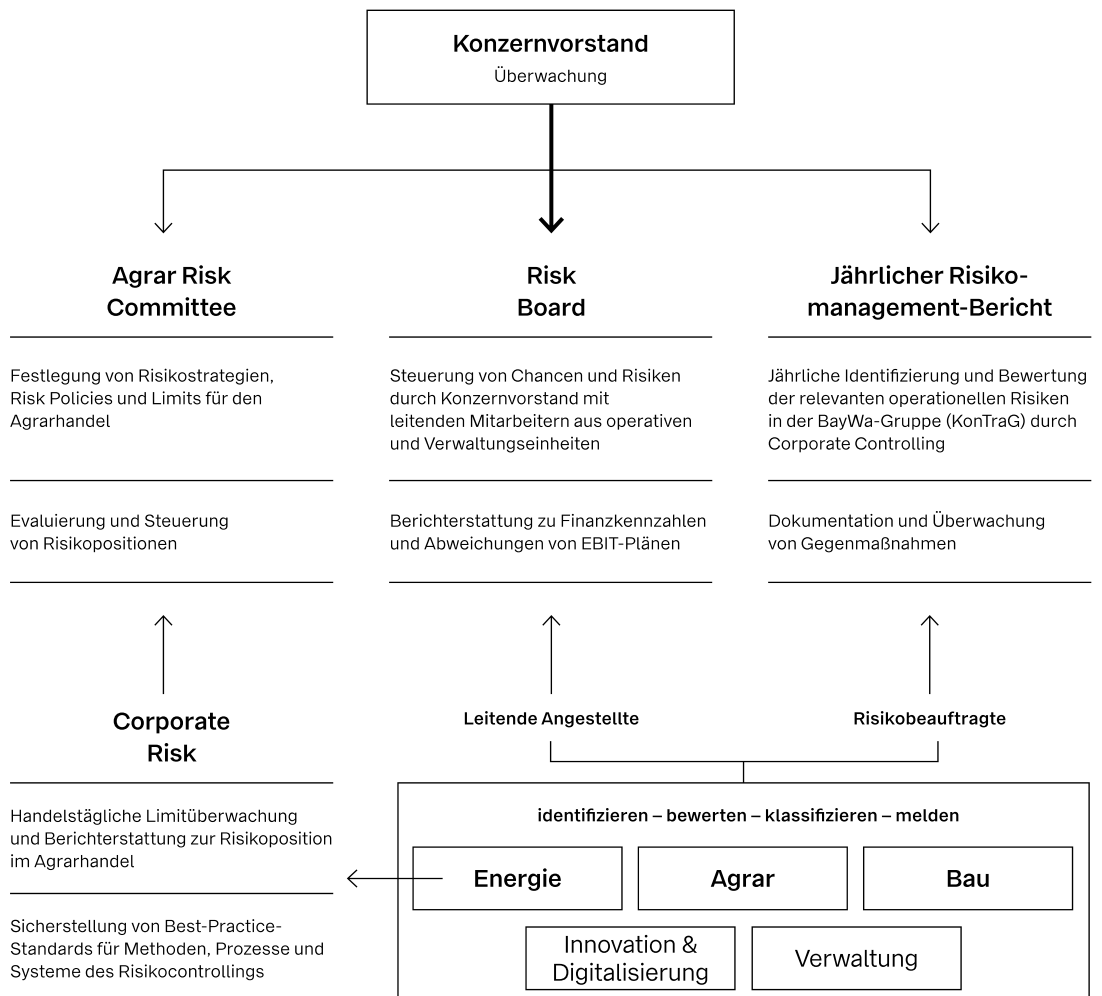 Konzernvorstand
Überwachung
Agrar Risk
Committee
Festlegung von Risikostrategien,
Risk Policies und Limits für den
Agrarhandel
Evaluierung und Steuerung
von Risikopositionen
Risk
Board
Steuerung von Chancen und Risiken
durch Konzernvorstand mit
leitenden Mitarbeitern aus operativen
und Verwaltungseinheiten
Berichterstattung zu Finanzkennzahlen
und Abweichungen von EBIT-Plänen
Jährlicher Risiko-
management-Bericht
Jährliche Identifizierung und Bewertung
der relevanten operationellen Risiken
in der BayWa-Gruppe (KonTraG) durch
Corporate Controlling
Dokumentation und Überwachung
von Gegenmaßnahmen
Corporate
Risk
Handelstägliche Limitüberwachung
und Berichterstattung zur Risikoposition
im Agrarhandel
Sicherstellung von Best-Practice-
Standards für Methoden, Prozesse und
Systeme des Risikocontrollings
Leitende Angestellte
Risikobeauftragte
identifizieren – bewerten – klassifizieren – melden
Energie
Agrar
Bau
Innovation &
Digitalisierung
Verwaltung